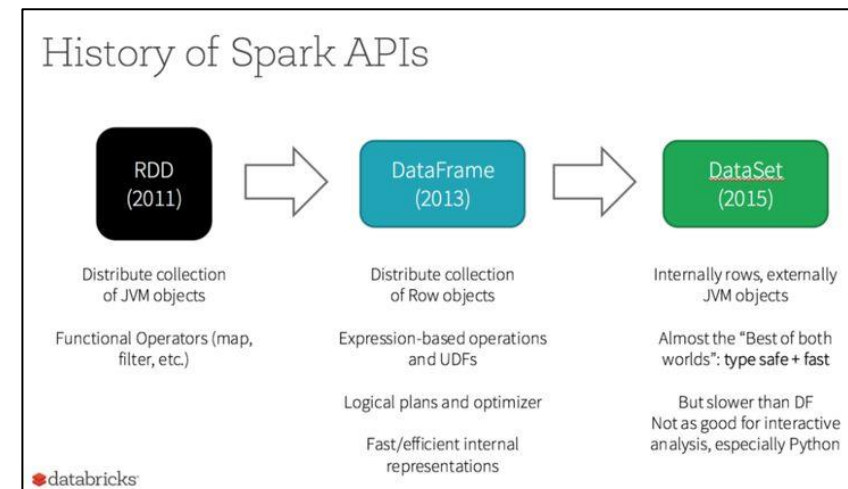 History of Spark APIs
RDD
(2011)
DataFrame
(2013)
DataSet
(2015)
Distribute collection
of JVM objects
Functional Operators (map,
filter, etc.)
Distribute collection
of Row objects
Expression-based operations
and UDFs
Logical plans and optimizer
Fast/efficient internal
representations
Internally rows, externally
JVM objects
Almost the “Best of both
worlds”: type safe + fast
But slower than DF
Not as good for interactive
analysis, especially Python
databricks